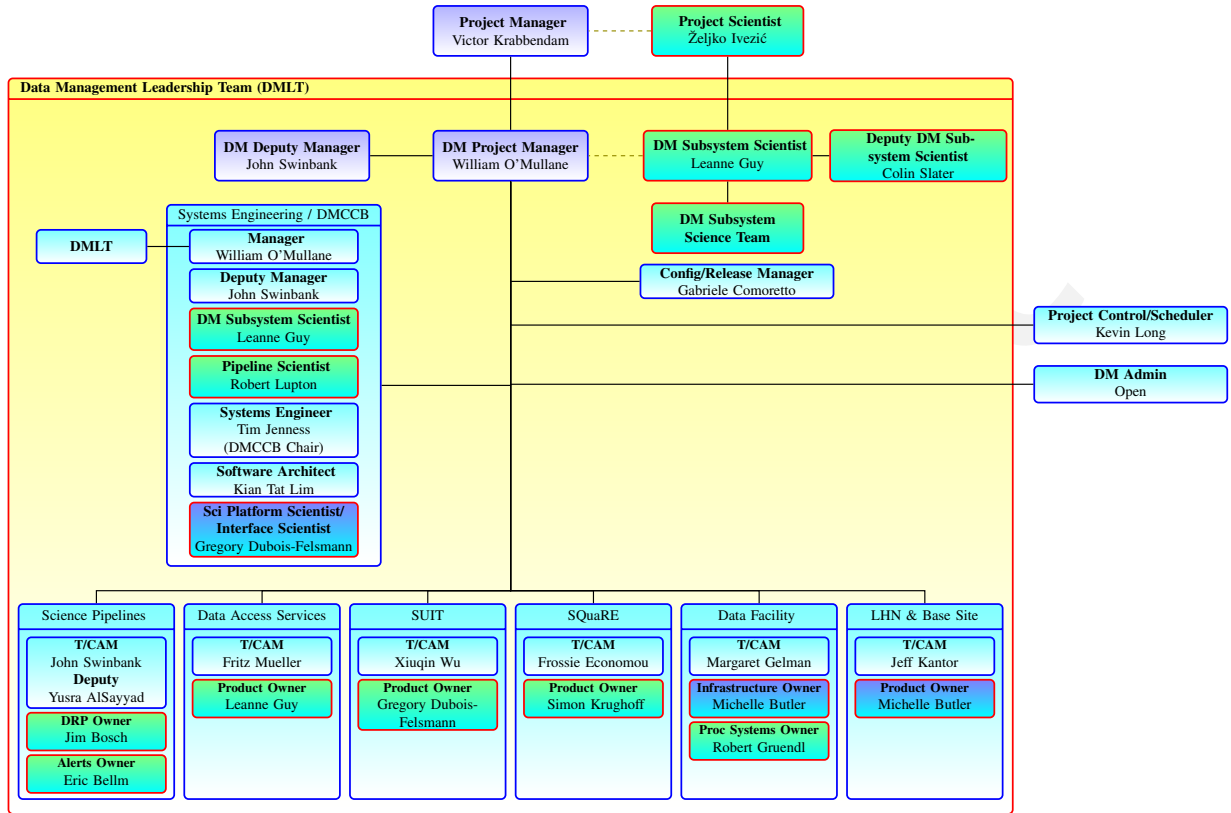 Project Manager
Victor Krabbendam
Project Scientist
Željko Ivezić
Data Management Leadership Team (DMLT)
DM Deputy Manager
John Swinbank
DM Project Manager
William O'Mullane
DM Subsystem Scientist
Leanne Guy
Deputy DM Sub-
system Scientist
Colin Slater
DM Subsystem
Science Team
DMLT
Systems Engineering / DMCCB
Manager
William O'Mullane
Deputy Manager
John Swinbank
DM Subsystem Scientist
Leanne Guy
Pipeline Scientist
Robert Lupton
Systems Engineer
Tim Jenness
(DMCCB Chair)
Software Architect
Kian Tat Lim
Sci Platform Scientist/
Interface Scientist
Gregory Dubois-Felsmann
Config/Release Manager
Gabriele Comoretto
Project Control/Scheduler
Kevin Long
DM Admin
Open
Science Pipelines
T/CAM
John Swinbank
Deputy
Yusra AlSayyad
DRP Owner
Jim Bosch
Alerts Owner
Eric Bellm
Data Access Services
T/CAM
Fritz Mueller
Product Owner
Leanne Guy
SUIT
T/CAM
Xiuqin Wu
Product Owner
Gregory Dubois-
Felsmann
SQuaRE
T/CAM
Frossie Economou
Product Owner
Simon Krughoff
Data Facility
T/CAM
Margaret Gelman
Infrastructure Owner
Michelle Butler
Proc Systems Owner
Robert Gruendl
LHN & Base Site
T/CAM
Jeff Kantor
Product Owner
Michelle Butler